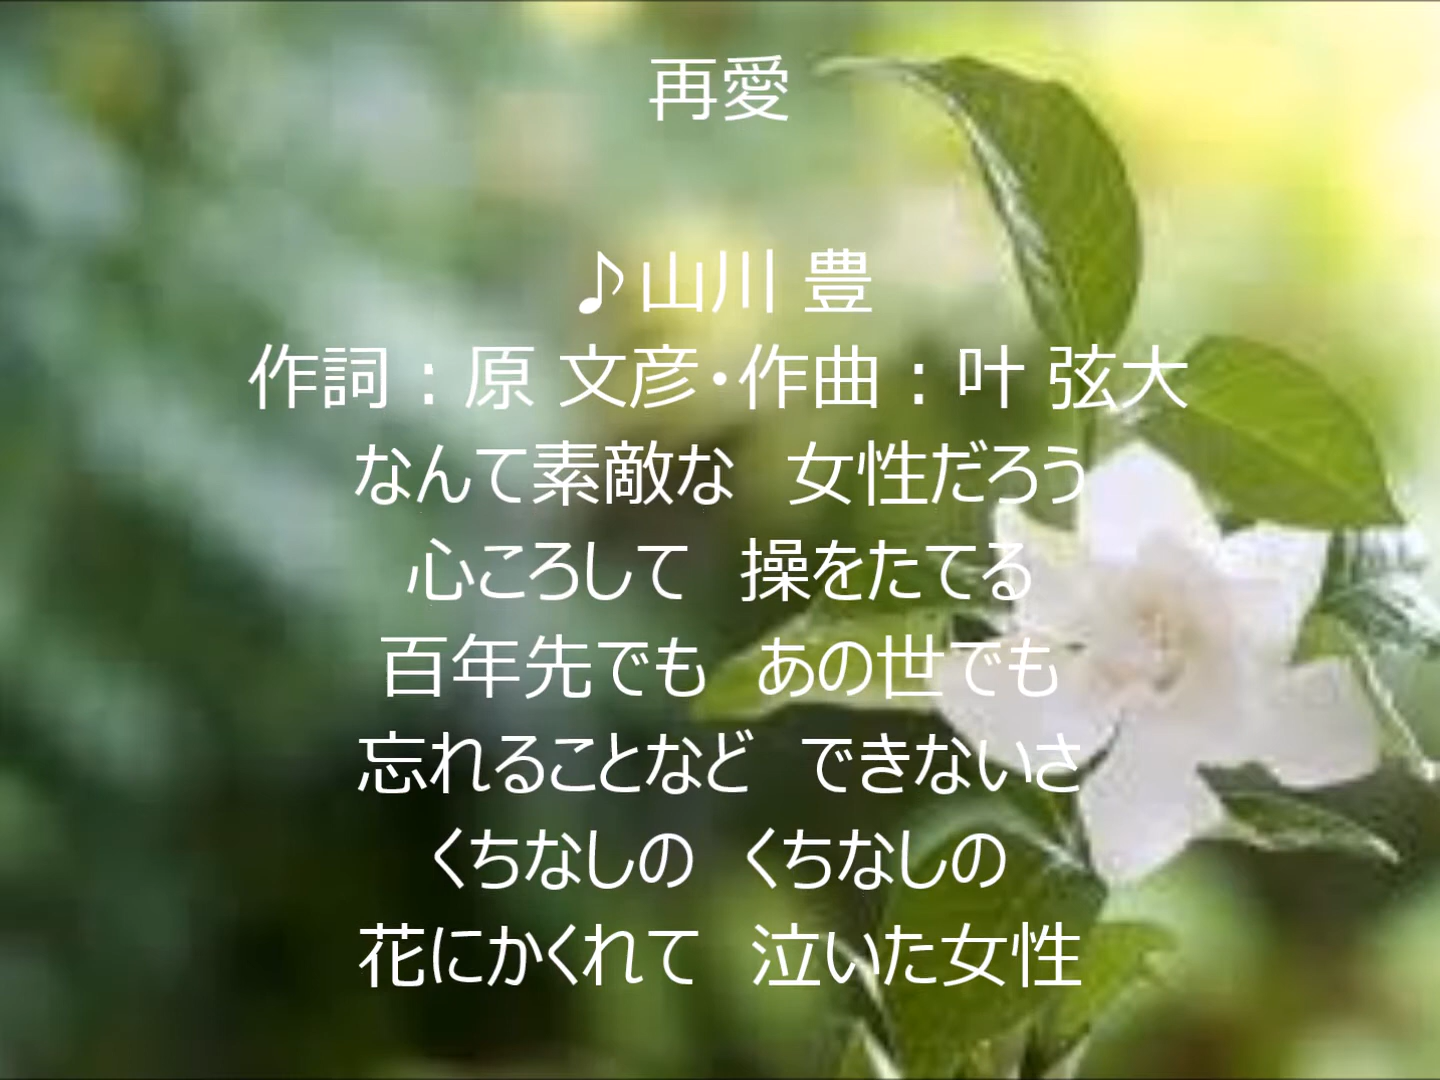 再愛
♪山川 豊
作詞：原 文彦・作曲：叶 弦大
なんて素敵な　女性だろう
心ころして　操をたてる
百年先でも　あの世でも
忘れることなど　できないさ
くちなしの　くちなしの
花にかくれて　泣いた女性